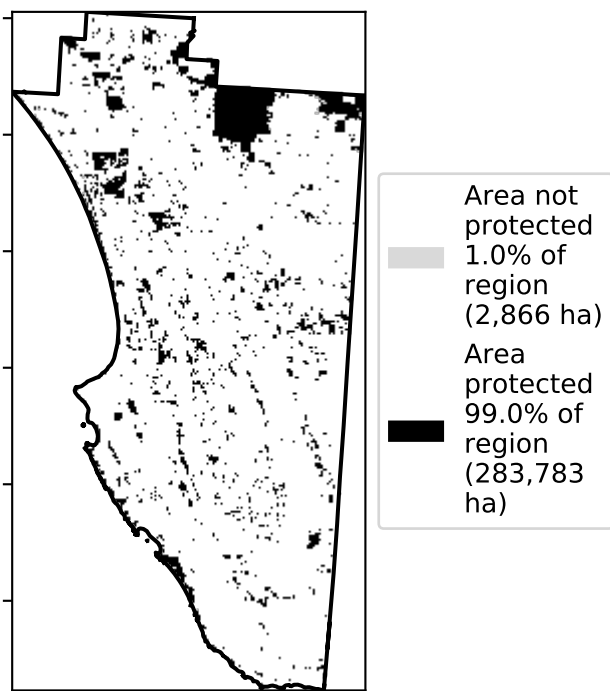 Area not
protected
1.0% of
region
(2,866 ha)
Area
protected
99.0% of
region
(283,783
ha)